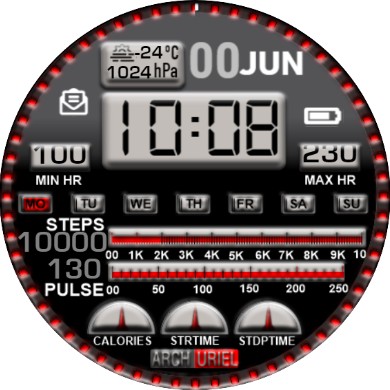 -24°C
1024hPa
00JUN
10:08
100
230
MIN HR
MAX HR
MO TU WE TH FR SA SU
STEPS
10000
00 1K 2K 3K 4K 5K 6K 7K 8K 9K 10
130
PULSE 00 50 100 150 200 250
CALORIES STRTIME STDPTIME
ARCH URIEL